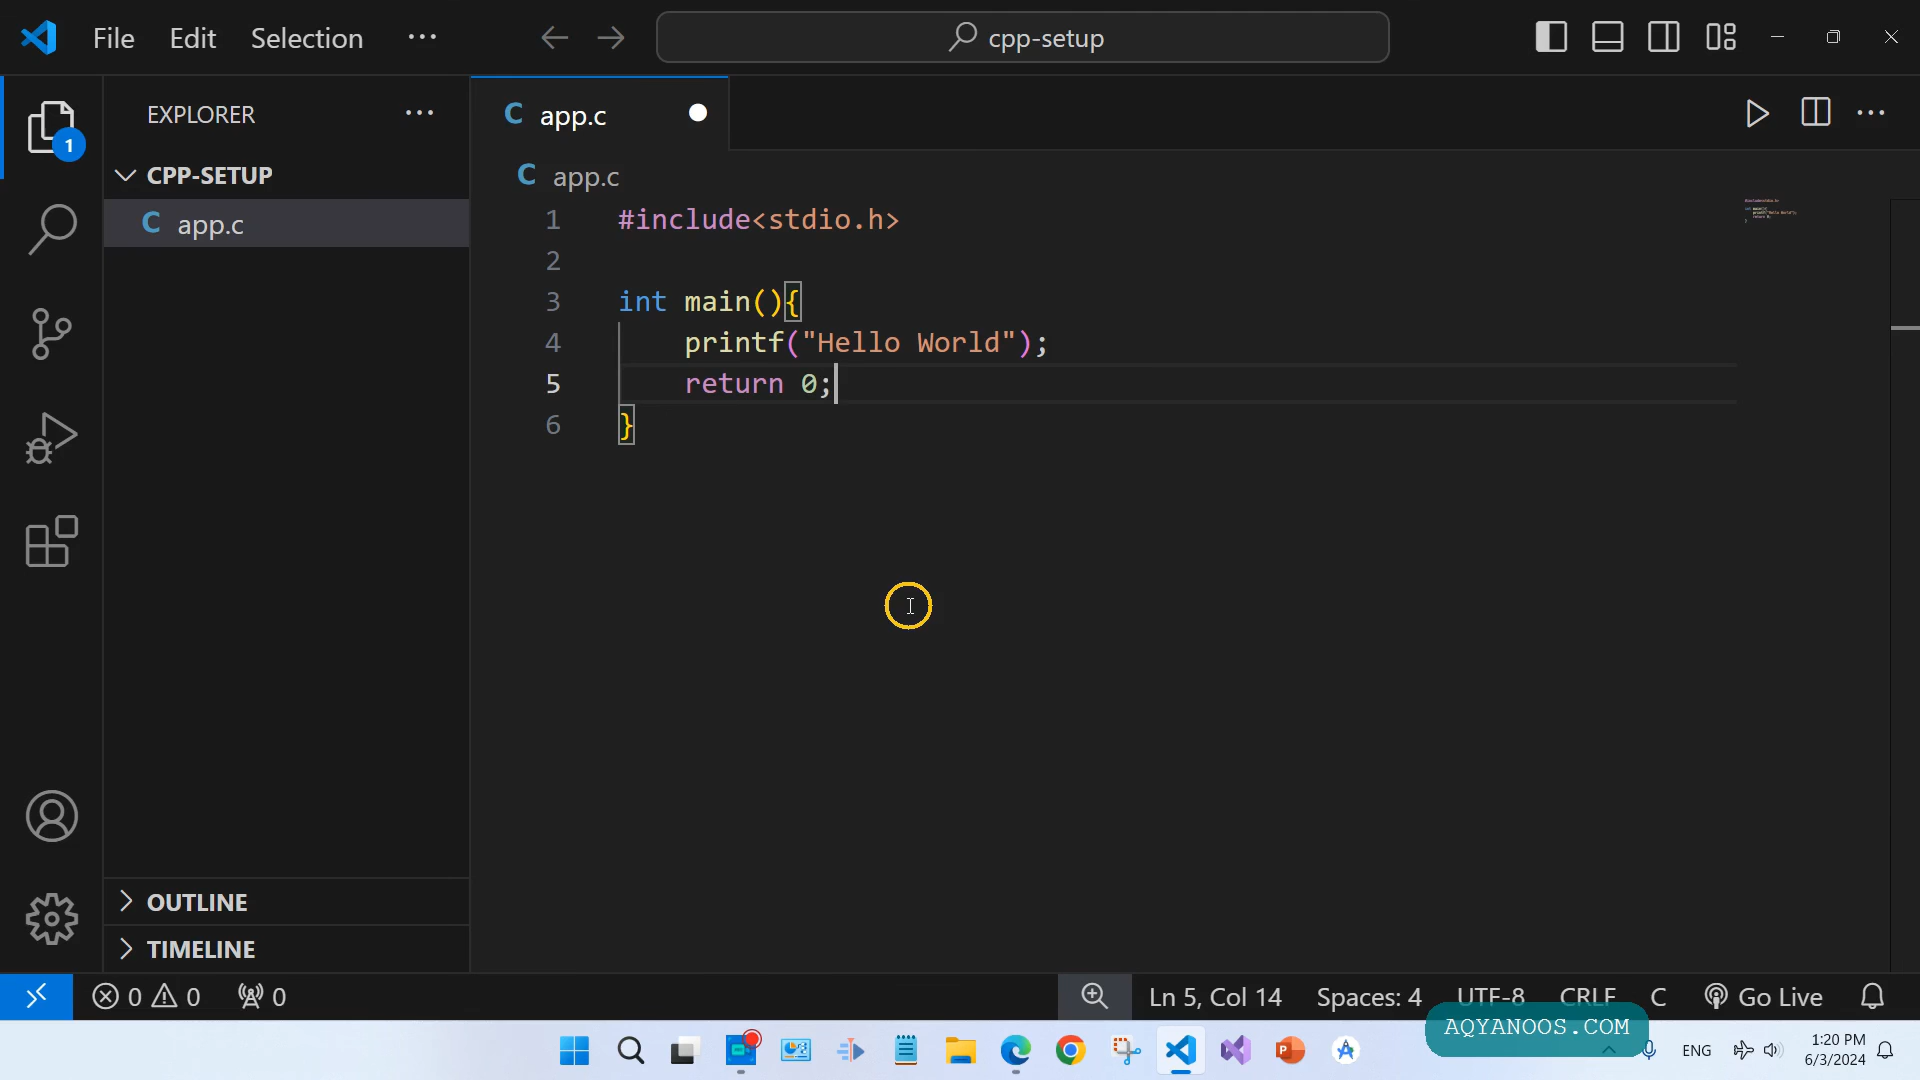 File Edit Selection ···
cpp-setup
EXPLORER ···
CPP-SETUP
C app.c
C app.c
C app.c
1 #include<stdio.h>
2
3 int main(){
4 printf("Hello World");
5 return 0;
6 }
1
OUTLINE
TIMELINE
0 0 0
Ln 5, Col 14 Spaces: 4 UTF-8 CRLF C Go Live
AQYANOOS.COM
ENG
1:20 PM
6/3/2024